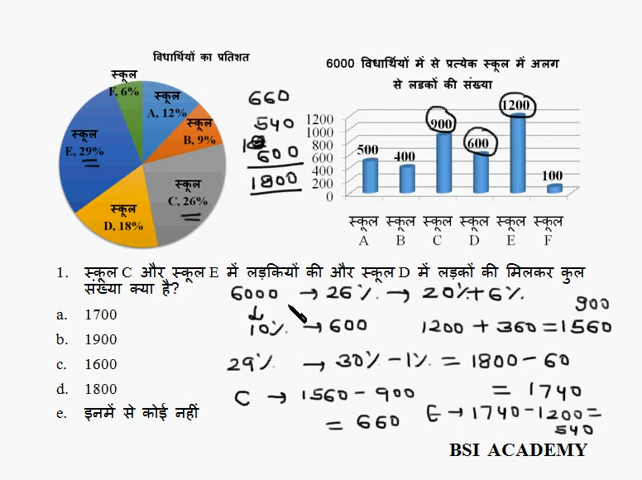 विधार्थियों का प्रतिशत
स्कूल
F, 6%
स्कूल
A, 12%
स्कूल
B, 9%
स्कूल
E, 29%
स्कूल
C, 26%
स्कूल
D, 18%
660
540
600
1800
6000 विधार्थियों में से प्रत्येक स्कूल में अलग
से लडकों की संख्या
1200
1000
800
600
400
200
0
500
400
900
600
1200
100
स्कूल स्कूल स्कूल स्कूल स्कूल स्कूल
A B C D E F
1. स्कूल C और स्कूल E में लड़कियों की और स्कूल D में लड़कों की मिलकर कुल
संख्या क्या है?
a. 1700
b. 1900
c. 1600
d. 1800
e. इनमें से कोई नहीं
6000 → 26% → 20%+6%
900
10% → 600 1200 + 360 = 1560
29% → 30% - 1% = 1800 - 60
= 1740
C → 1560 - 900
= 660
E → 1740 - 1200 =
540
BSI ACADEMY